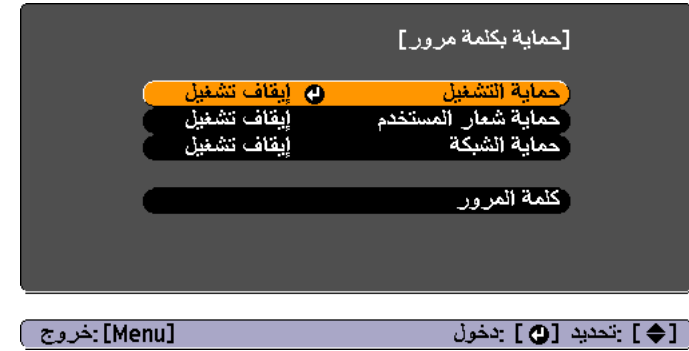 [حماية بكلمة مرور]
حماية التشغيل إيقاف تشغيل
حماية شعار المستخدم إيقاف تشغيل
حماية الشبكة إيقاف تشغيل
كلمة المرور
[ ] :تحديد [ ] :دخول [Menu] :خروج